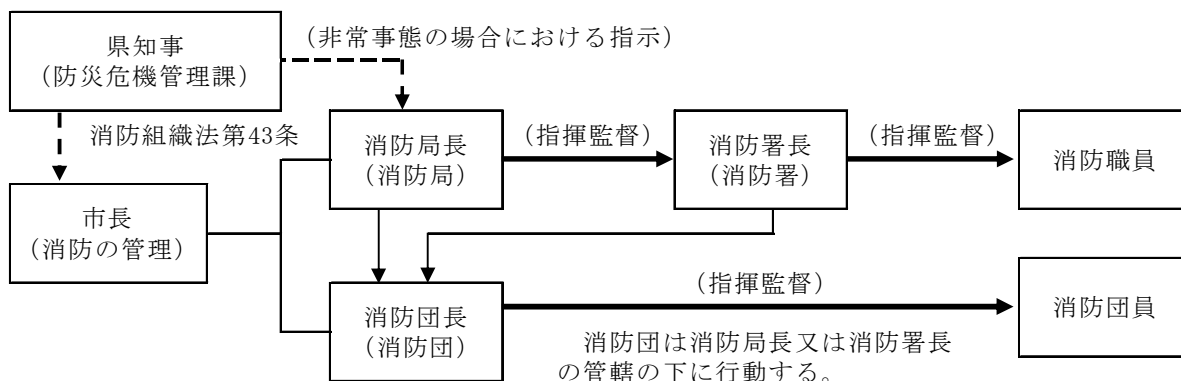 県知事
（防災危機管理課）
（非常事態の場合における指示）
消防組織法第43条
市長
（消防の管理）
消防局長
（消防局）
（指揮監督）
消防署長
（消防署）
（指揮監督）
消防職員
消防団長
（消防団）
（指揮監督）
消防団員
消防団は消防局長又は消防署長
の管轄の下に行動する。